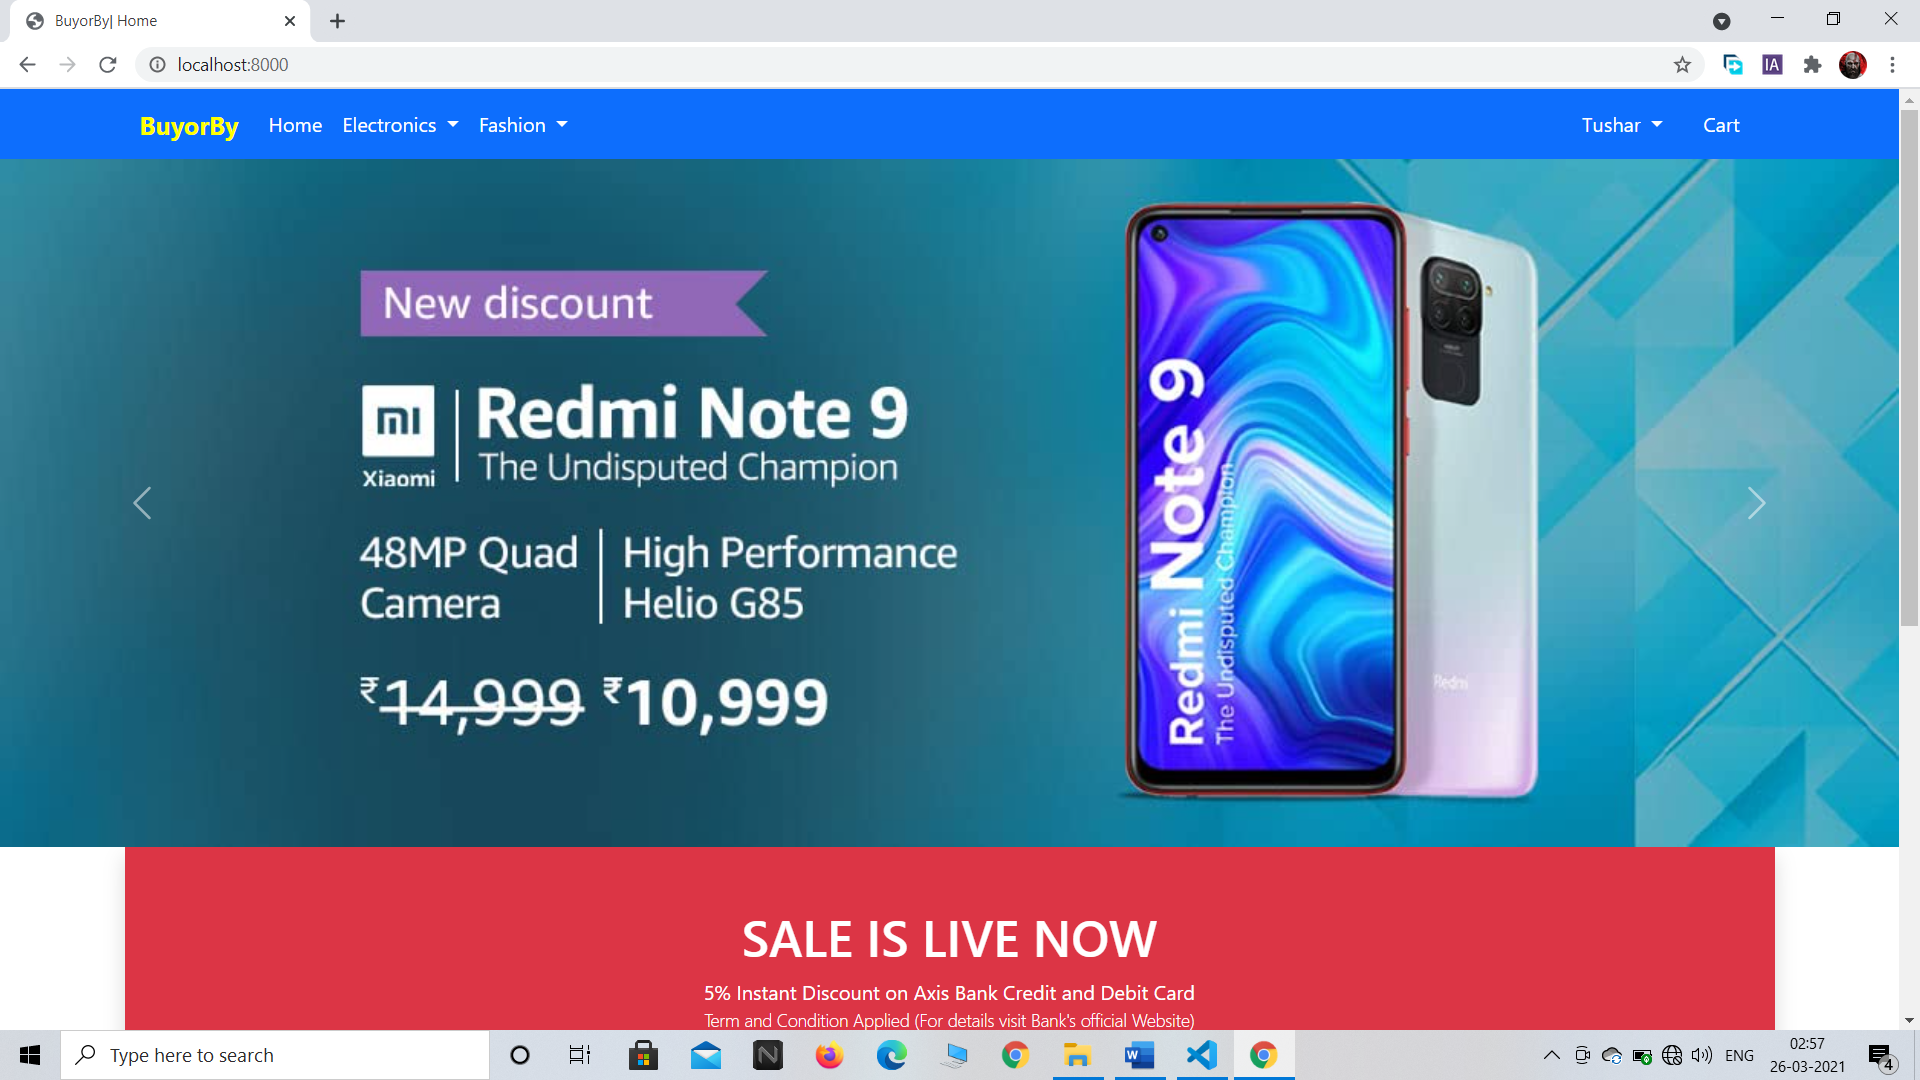 BuyorBy| Home
localhost:8000
IA
BuyorBy Home Electronics Fashion Tushar Cart
New discount
Redmi Note 9
The Undisputed Champion
Xiaomi
48MP Quad
Camera
High Performance
Helio G85
₹14,999 ₹10,999
Redmi Note 9
The Undisputed Champion
Redmi
SALE IS LIVE NOW
5% Instant Discount on Axis Bank Credit and Debit Card
Term and Condition Applied (For details visit Bank's official Website)
Type here to search
ENG
02:57
26-03-2021
4